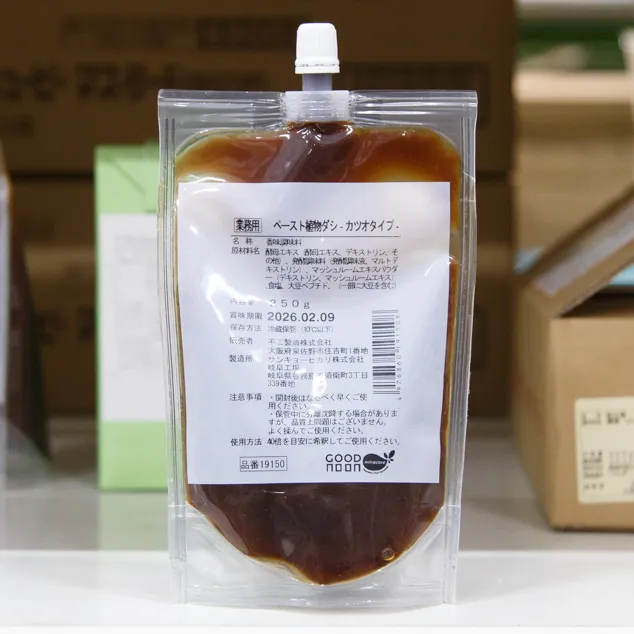 業務用 ペースト植物ダシ - カツオタイプ -
名 称 香味調味料
原材料名 酵母エキス(酵母エキス、デキストリン、そ
の他)、発酵調味料(発酵調味液、マルトデ
キストリン)、マッシュルームエキスパウダ
ー(デキストリン、マッシュルームエキス)
、食塩、大豆ペプチド、(一部に大豆を含む)
内容量 250g
賞味期限 2026.02.09
保存方法 冷蔵保管(10℃以下)
販売者 不二製油株式会社
大阪府泉佐野市住吉町1番地
製造所 サンキョーヒカリ株式会社
岐阜工場
岐阜県各務原市須衛町3丁目
339番地
注意事項 ・開封後はなるべく早くご使
用ください。
・保管中に分離沈降する場合がありま
すが、品質上問題はございません。
よく揉んでご使用ください。
使用方法 40倍を目安に希釈してご使用ください。
品番19150
GOOD
NOON
miracore